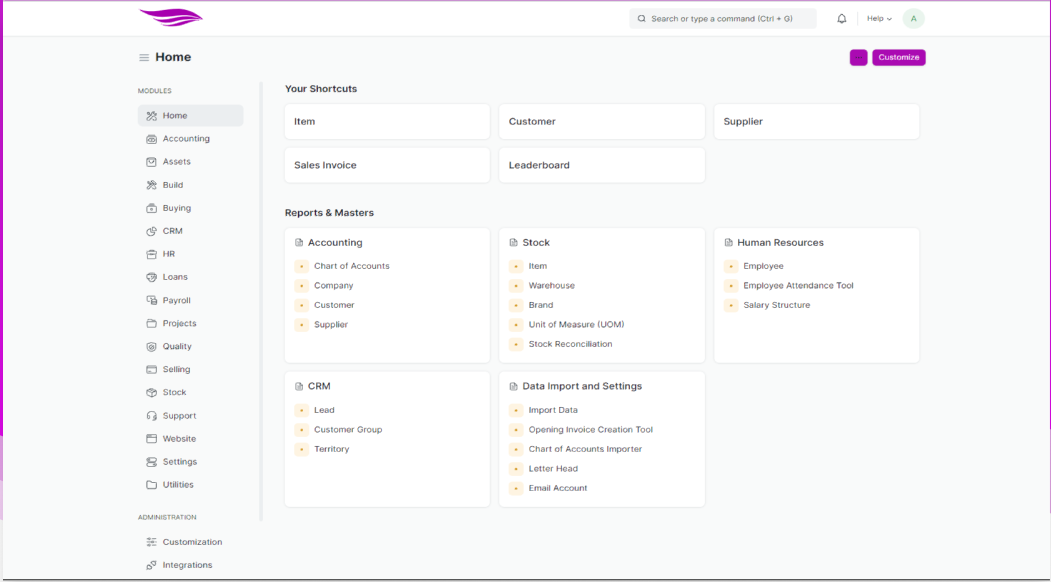 Search or type a command (Ctrl + G)
Help
A
Home
Customize
MODULES
Home
Accounting
Assets
Build
Buying
CRM
HR
Loans
Payroll
Projects
Quality
Selling
Stock
Support
Website
Settings
Utilities
ADMINISTRATION
Customization
Integrations
Your Shortcuts
Item
Customer
Supplier
Sales Invoice
Leaderboard
Reports & Masters
Accounting
Chart of Accounts
Company
Customer
Supplier
Stock
Item
Warehouse
Brand
Unit of Measure (UOM)
Stock Reconciliation
Human Resources
Employee
Employee Attendance Tool
Salary Structure
CRM
Lead
Customer Group
Territory
Data Import and Settings
Import Data
Opening Invoice Creation Tool
Chart of Accounts Importer
Letter Head
Email Account